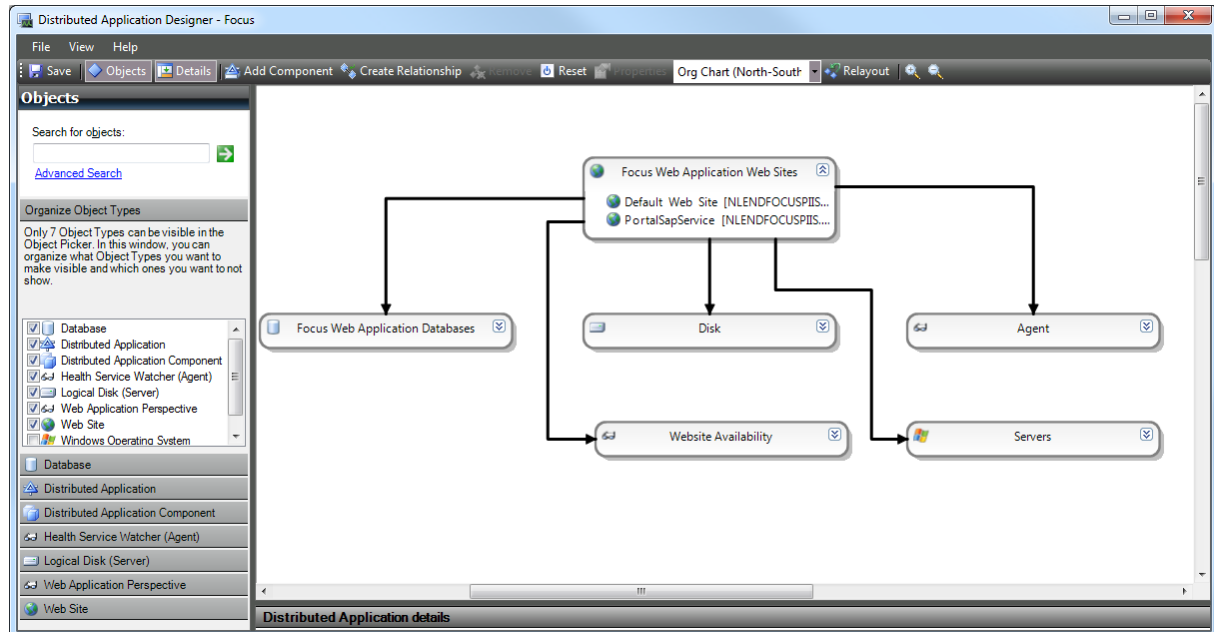 Distributed Application Designer - Focus
File View Help
Save Objects Details Add Component Create Relationship Remove Reset Properties Org Chart (North-South Relayout
Objects
Search for objects:
Advanced Search
Organize Object Types
Only 7 Object Types can be visible in the
Object Picker. In this window, you can
organize what Object Types you want to
make visible and which ones you want to not
show.
Database
Distributed Application
Distributed Application Component
Health Service Watcher (Agent)
Logical Disk (Server)
Web Application Perspective
Web Site
Windows Operating System
Database
Distributed Application
Distributed Application Component
Health Service Watcher (Agent)
Logical Disk (Server)
Web Application Perspective
Web Site
Focus Web Application Web Sites
Default Web Site [NLENDFOCUSPIIS...
PortalSapService [NLENDFOCUSPIIS....
Focus Web Application Databases
Disk
Agent
Website Availability
Servers
Distributed Application details